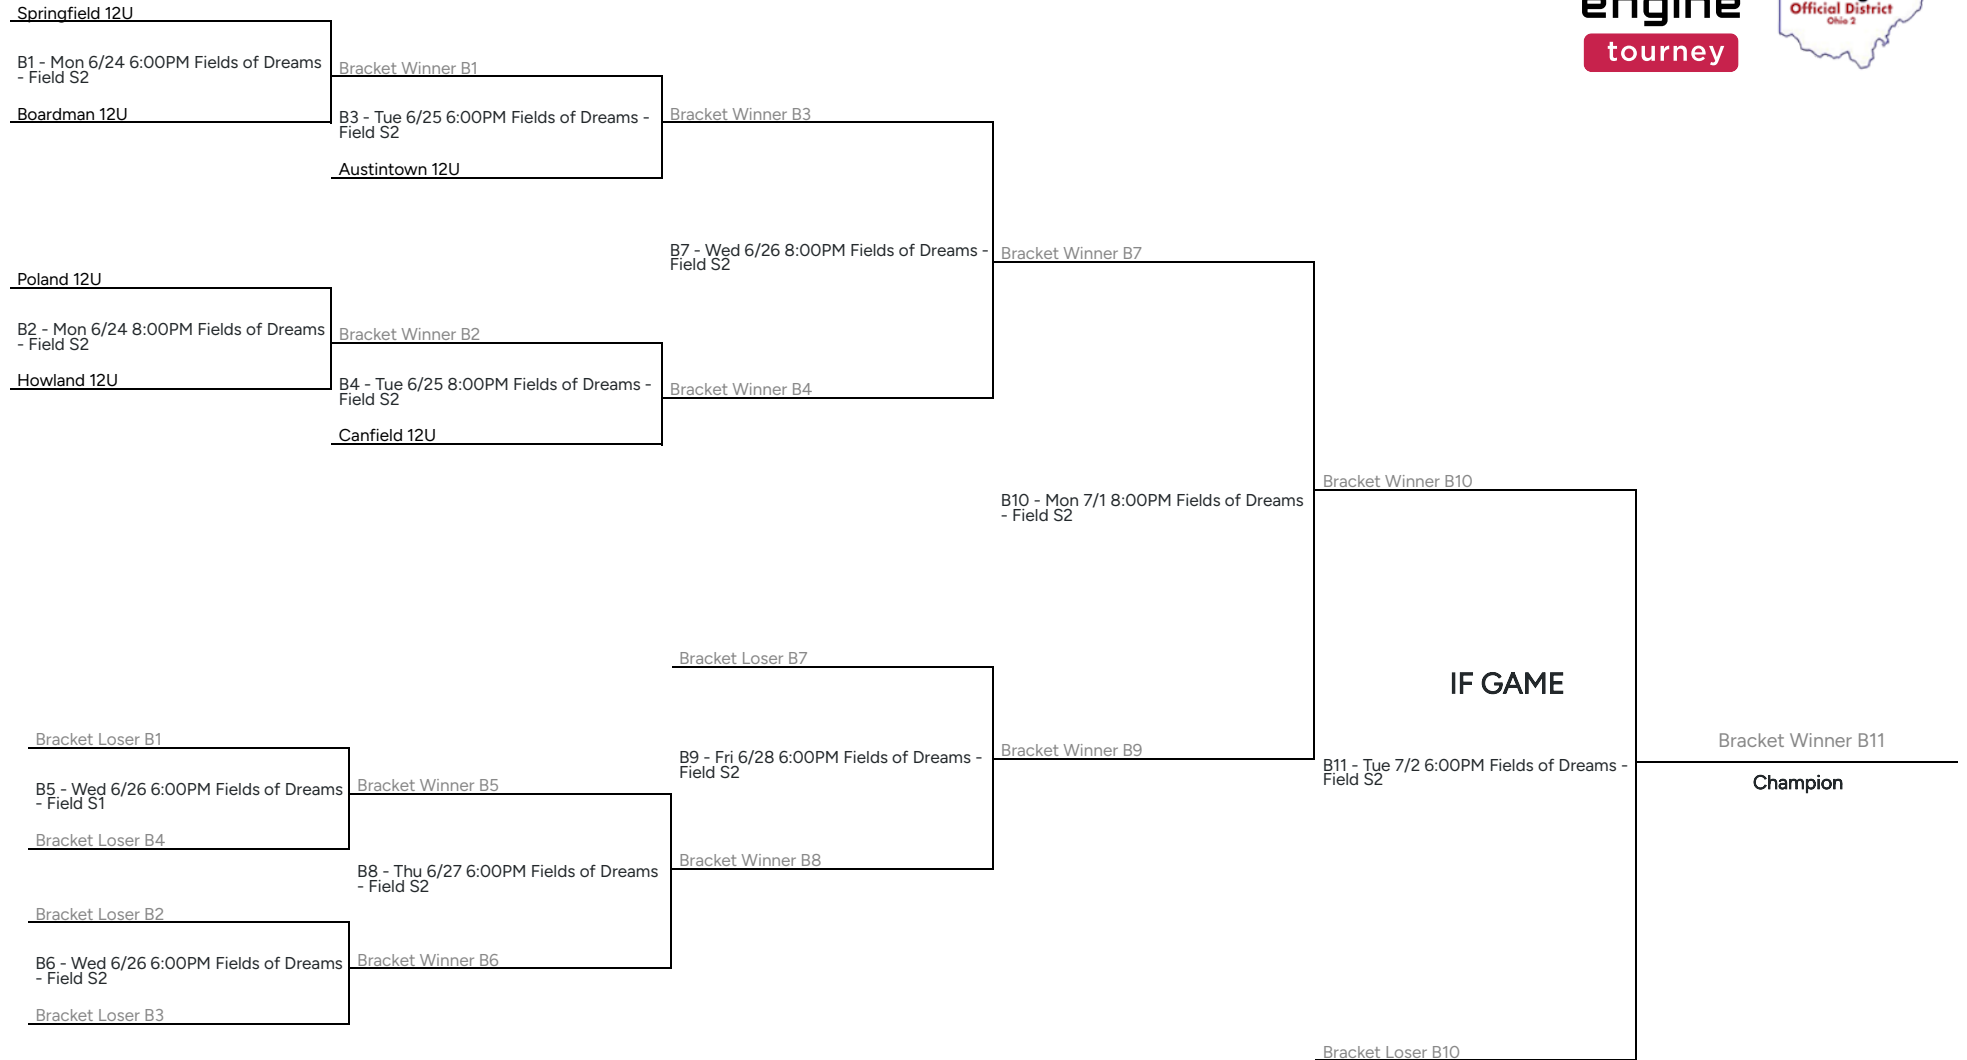 Springfield 12U
B1 - Mon 6/24 6:00PM Fields of Dreams
- Field S2
Boardman 12U
Bracket Winner B1
B3 - Tue 6/25 6:00PM Fields of Dreams -
Field S2
Austintown 12U
Bracket Winner B3
engine
tourney
Official District
Ohio 2
Poland 12U
B2 - Mon 6/24 8:00PM Fields of Dreams
- Field S2
Howland 12U
Bracket Winner B2
B4 - Tue 6/25 8:00PM Fields of Dreams -
Field S2
Canfield 12U
B7 - Wed 6/26 8:00PM Fields of Dreams -
Field S2
Bracket Winner B4
Bracket Winner B7
B10 - Mon 7/1 8:00PM Fields of Dreams
- Field S2
Bracket Winner B10
Bracket Loser B7
IF GAME
Bracket Loser B1
B5 - Wed 6/26 6:00PM Fields of Dreams
- Field S1
Bracket Loser B4
Bracket Winner B5
B9 - Fri 6/28 6:00PM Fields of Dreams -
Field S2
Bracket Winner B9
B11 - Tue 7/2 6:00PM Fields of Dreams -
Field S2
Bracket Winner B11
Champion
B8 - Thu 6/27 6:00PM Fields of Dreams
- Field S2
Bracket Winner B8
Bracket Loser B2
B6 - Wed 6/26 6:00PM Fields of Dreams
- Field S2
Bracket Loser B3
Bracket Winner B6
Bracket Loser B10